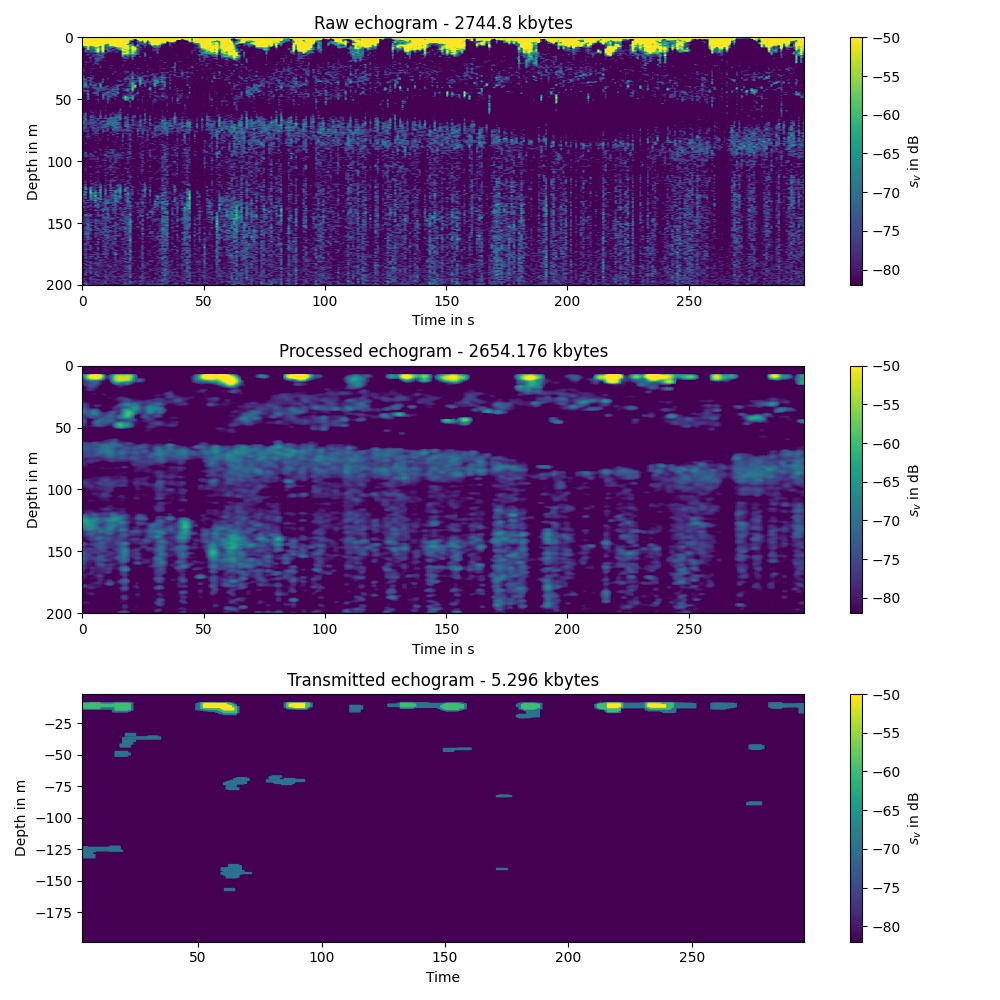 Raw echogram - 2744.8 kbytes
0
50
100
150
200
Depth in m
0 50 100 150 200 250
Time in s
−50
−55
−60
−65
−70
−75
−80
s_v in dB
Processed echogram - 2654.176 kbytes
0
50
100
150
200
Depth in m
0 50 100 150 200 250
Time in s
−50
−55
−60
−65
−70
−75
−80
s_v in dB
Transmitted echogram - 5.296 kbytes
−25
−50
−75
−100
−125
−150
−175
Depth in m
50 100 150 200 250
Time
−50
−55
−60
−65
−70
−75
−80
s_v in dB